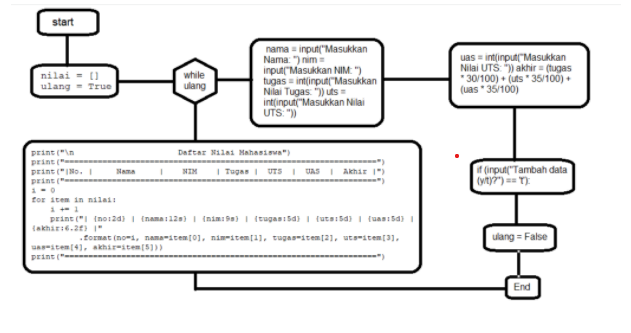 start
nilai = []
ulang = True
while
ulang
nama = input("Masukkan
Nama: ") nim =
input("Masukkan NIM: ")
tugas = int(input("Masukkan
Nilai Tugas: ")) uts =
int(input("Masukkan Nilai
UTS: "))
uas = int(input("Masukkan
Nilai UTS: ")) akhir = (tugas
* 30/100) + (uts * 35/100) +
(uas * 35/100)
if (input("Tambah data
(y/t)?") == 't'):
ulang = False
End
print("\n Daftar Nilai Mahasiswa")
print("==============================================================")
print("|No. | Nama | NIM | Tugas | UTS | UAS | Akhir |")
print("==============================================================")
i = 0
for item in nilai:
i += 1
print("| {no:2d} | {nama:12s} | {nim:9s} | {tugas:5d} | {uts:5d} | {uas:5d} |
{akhir:6.2f} |"
.format(no=i, nama=item[0], nim=item[1], tugas=item[2], uts=item[3],
uas=item[4], akhir=item[5]))
print("==============================================================")